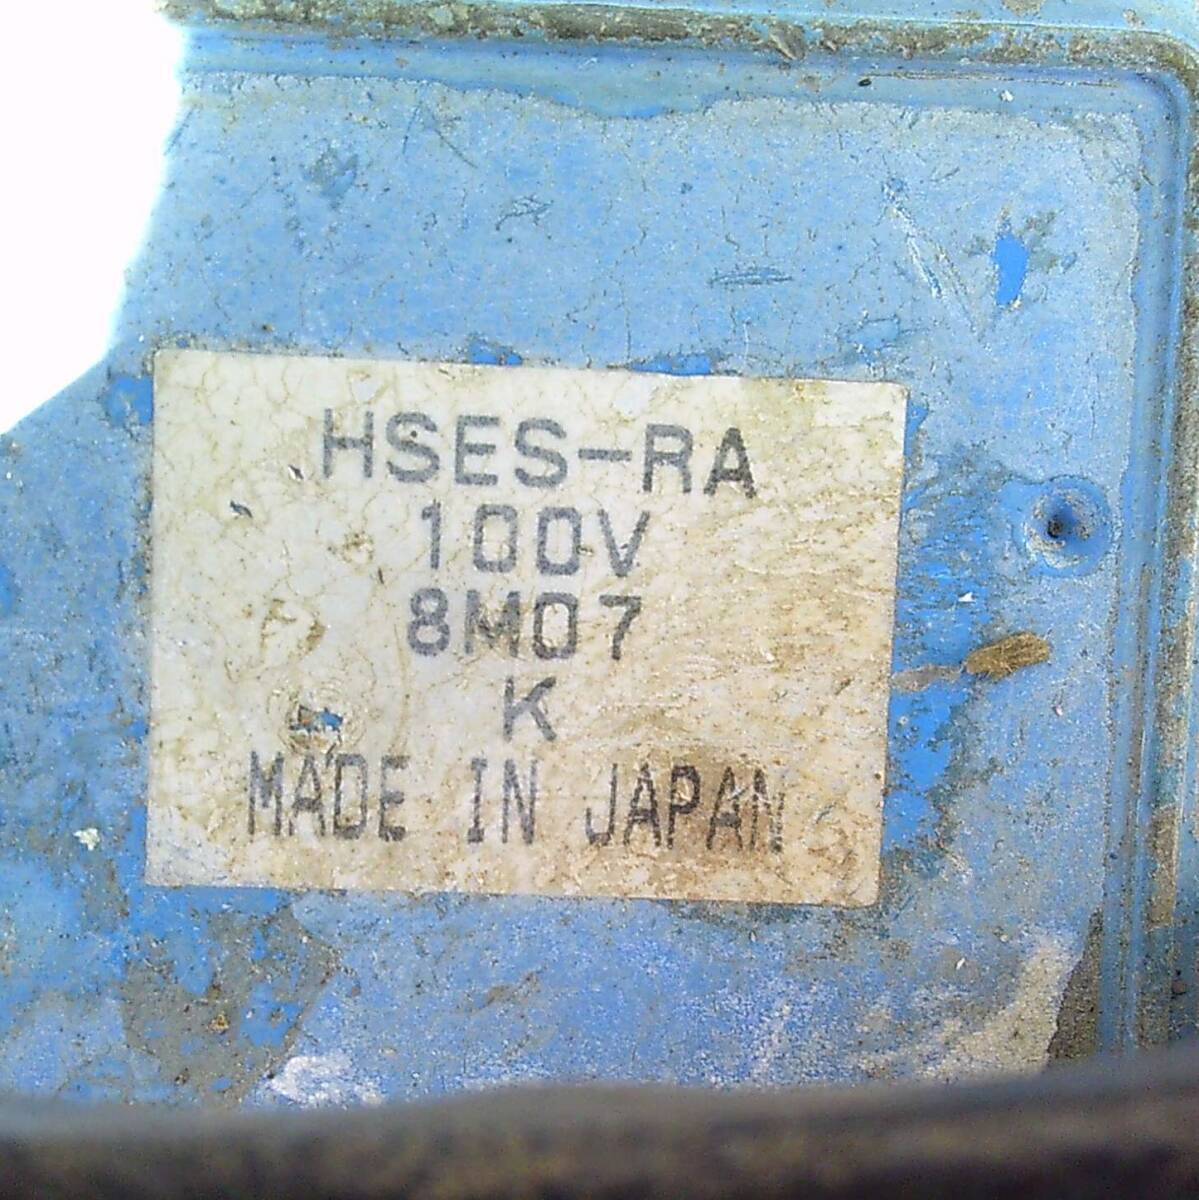 HSES-RA
100V
8M07
K
MADE IN JAPAN